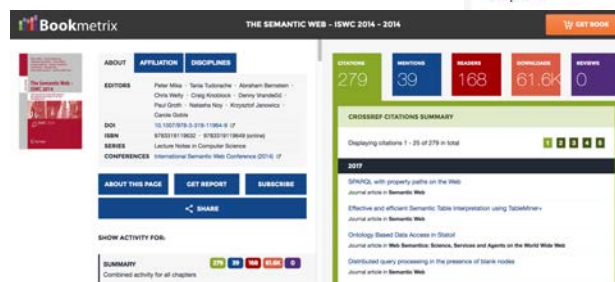 Bookmetrix
THE SEMANTIC WEB - ISWC 2014 - 2014
GET BOOK
The Semantic Web –
ISWC 2014
ABOUT
AFFILIATION
DISCIPLINES
EDITORS
Peter Mika · Tania Tudorache · Abraham Bernstein ·
Chris Welty · Craig Knoblock · Denny Vrandečić ·
Paul Groth · Natasha Noy · Krzysztof Janowicz ·
Carole Goble
DOI
10.1007/978-3-319-11964-9
ISBN
9783319119632 · 9783319119649 (online)
SERIES
Lecture Notes in Computer Science
CONFERENCES
International Semantic Web Conference (2014)
ABOUT THIS PAGE
GET REPORT
SUBSCRIBE
SHARE
SHOW ACTIVITY FOR:
SUMMARY
279 39 168 61.6K 0
Combined activity for all chapters
CITATIONS
279
MENTIONS
39
READERS
168
DOWNLOADS
61.6K
REVIEWS
0
CROSSREF CITATIONS SUMMARY
Displaying citations 1 - 25 of 279 in total
1 2 3 4 5
2017
SPARQL with property paths on the Web
Journal article in Semantic Web
Effective and efficient Semantic Table Interpretation using TableMiner+
Journal article in Semantic Web
Ontology Based Data Access in Statoil
Journal article in Web Semantics: Science, Services and Agents on the World Wide Web
Distributed query processing in the presence of blank nodes
Journal article in Semantic Web